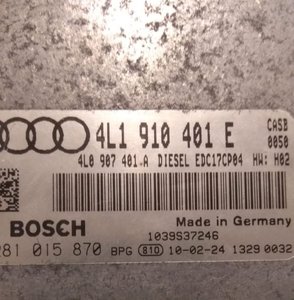 4L1 910 401 E CASB
0050
4L0 907 401 A DIESEL EDC17CP04 HW: H02
BOSCH Made in Germany
1039S37246
281 015 870 BPG 810 10-02-24 1329 0032